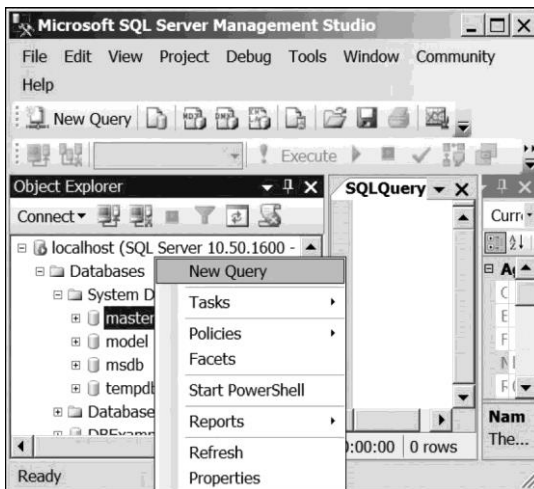 Microsoft SQL Server Management Studio
File Edit View Project Debug Tools Window Community
Help
New Query
Execute
Object Explorer
SQLQuery
Connect
Curr
localhost (SQL Server 10.50.1600 -
Databases
System D
master
model
msdb
tempdb
Database
New Query
Tasks
Policies
Facets
Start PowerShell
Reports
Refresh
Properties
:00:00 0 rows
Nam
The...
Ready